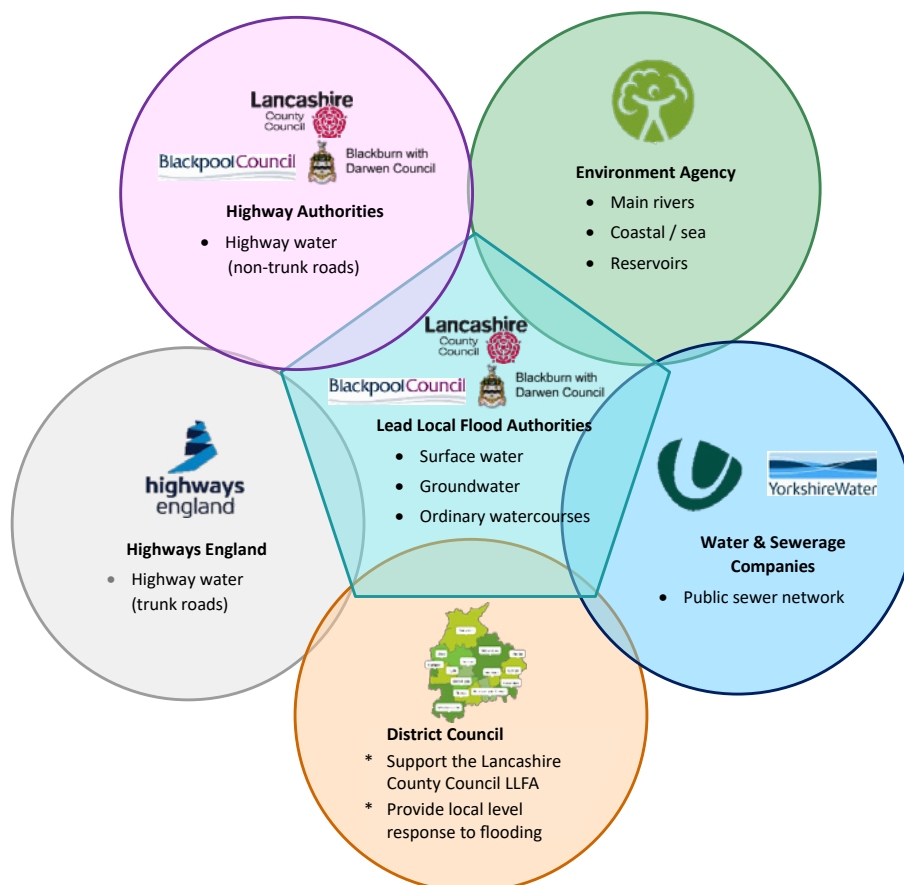 Lancashire
County
Council
BlackpoolCouncil
Blackburn with
Darwen Council
Highway Authorities
• Highway water
(non-trunk roads)
Environment Agency
• Main rivers
• Coastal / sea
• Reservoirs
Lancashire
County
Council
BlackpoolCouncil
Blackburn with
Darwen Council
Lead Local Flood Authorities
• Surface water
• Groundwater
• Ordinary watercourses
highways
england
Highways England
• Highway water
(trunk roads)
YorkshireWater
Water & Sewerage
Companies
• Public sewer network
District Council
* Support the Lancashire
County Council LLFA
* Provide local level
response to flooding